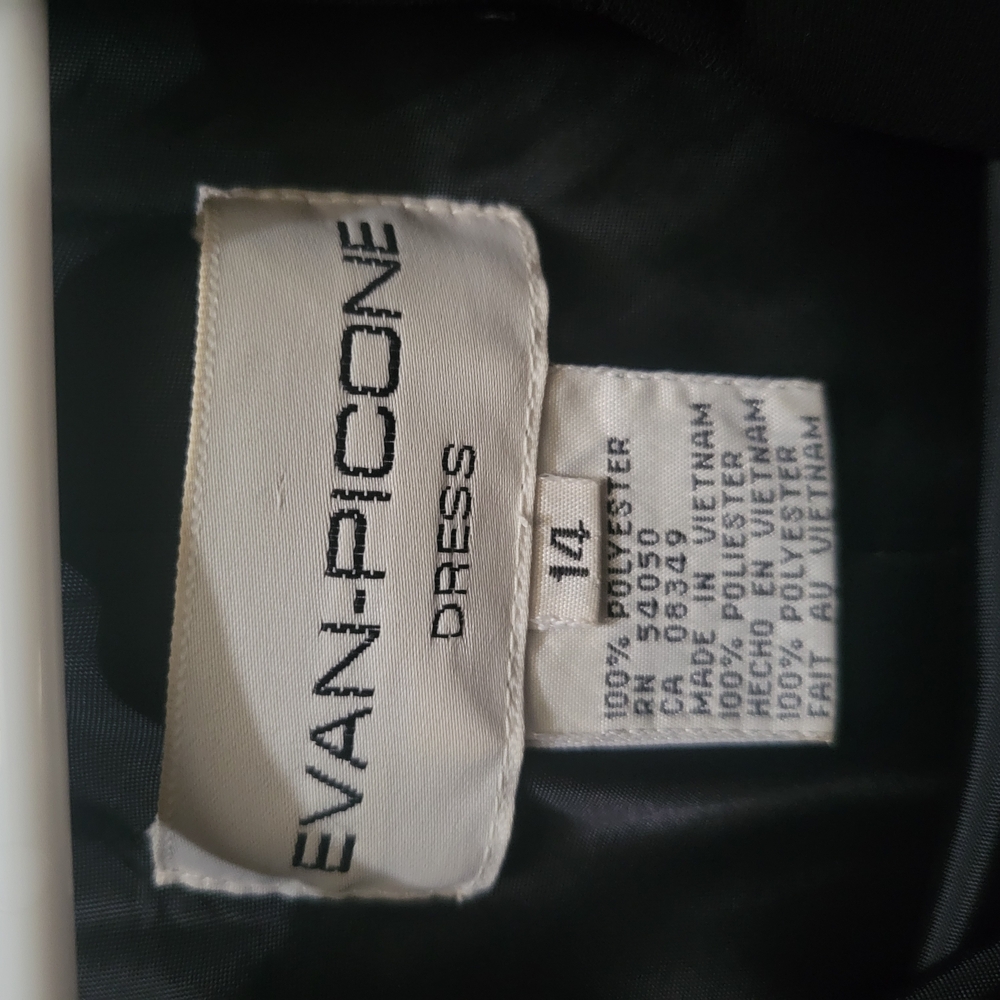 EVAN-PICONE
DRESS
14
100% POLYESTER
RN 54050
CA 08349
MADE IN VIETNAM
100% POLIESTER
HECHO EN VIETNAM
100% POLYESTER
FAIT AU VIETNAM